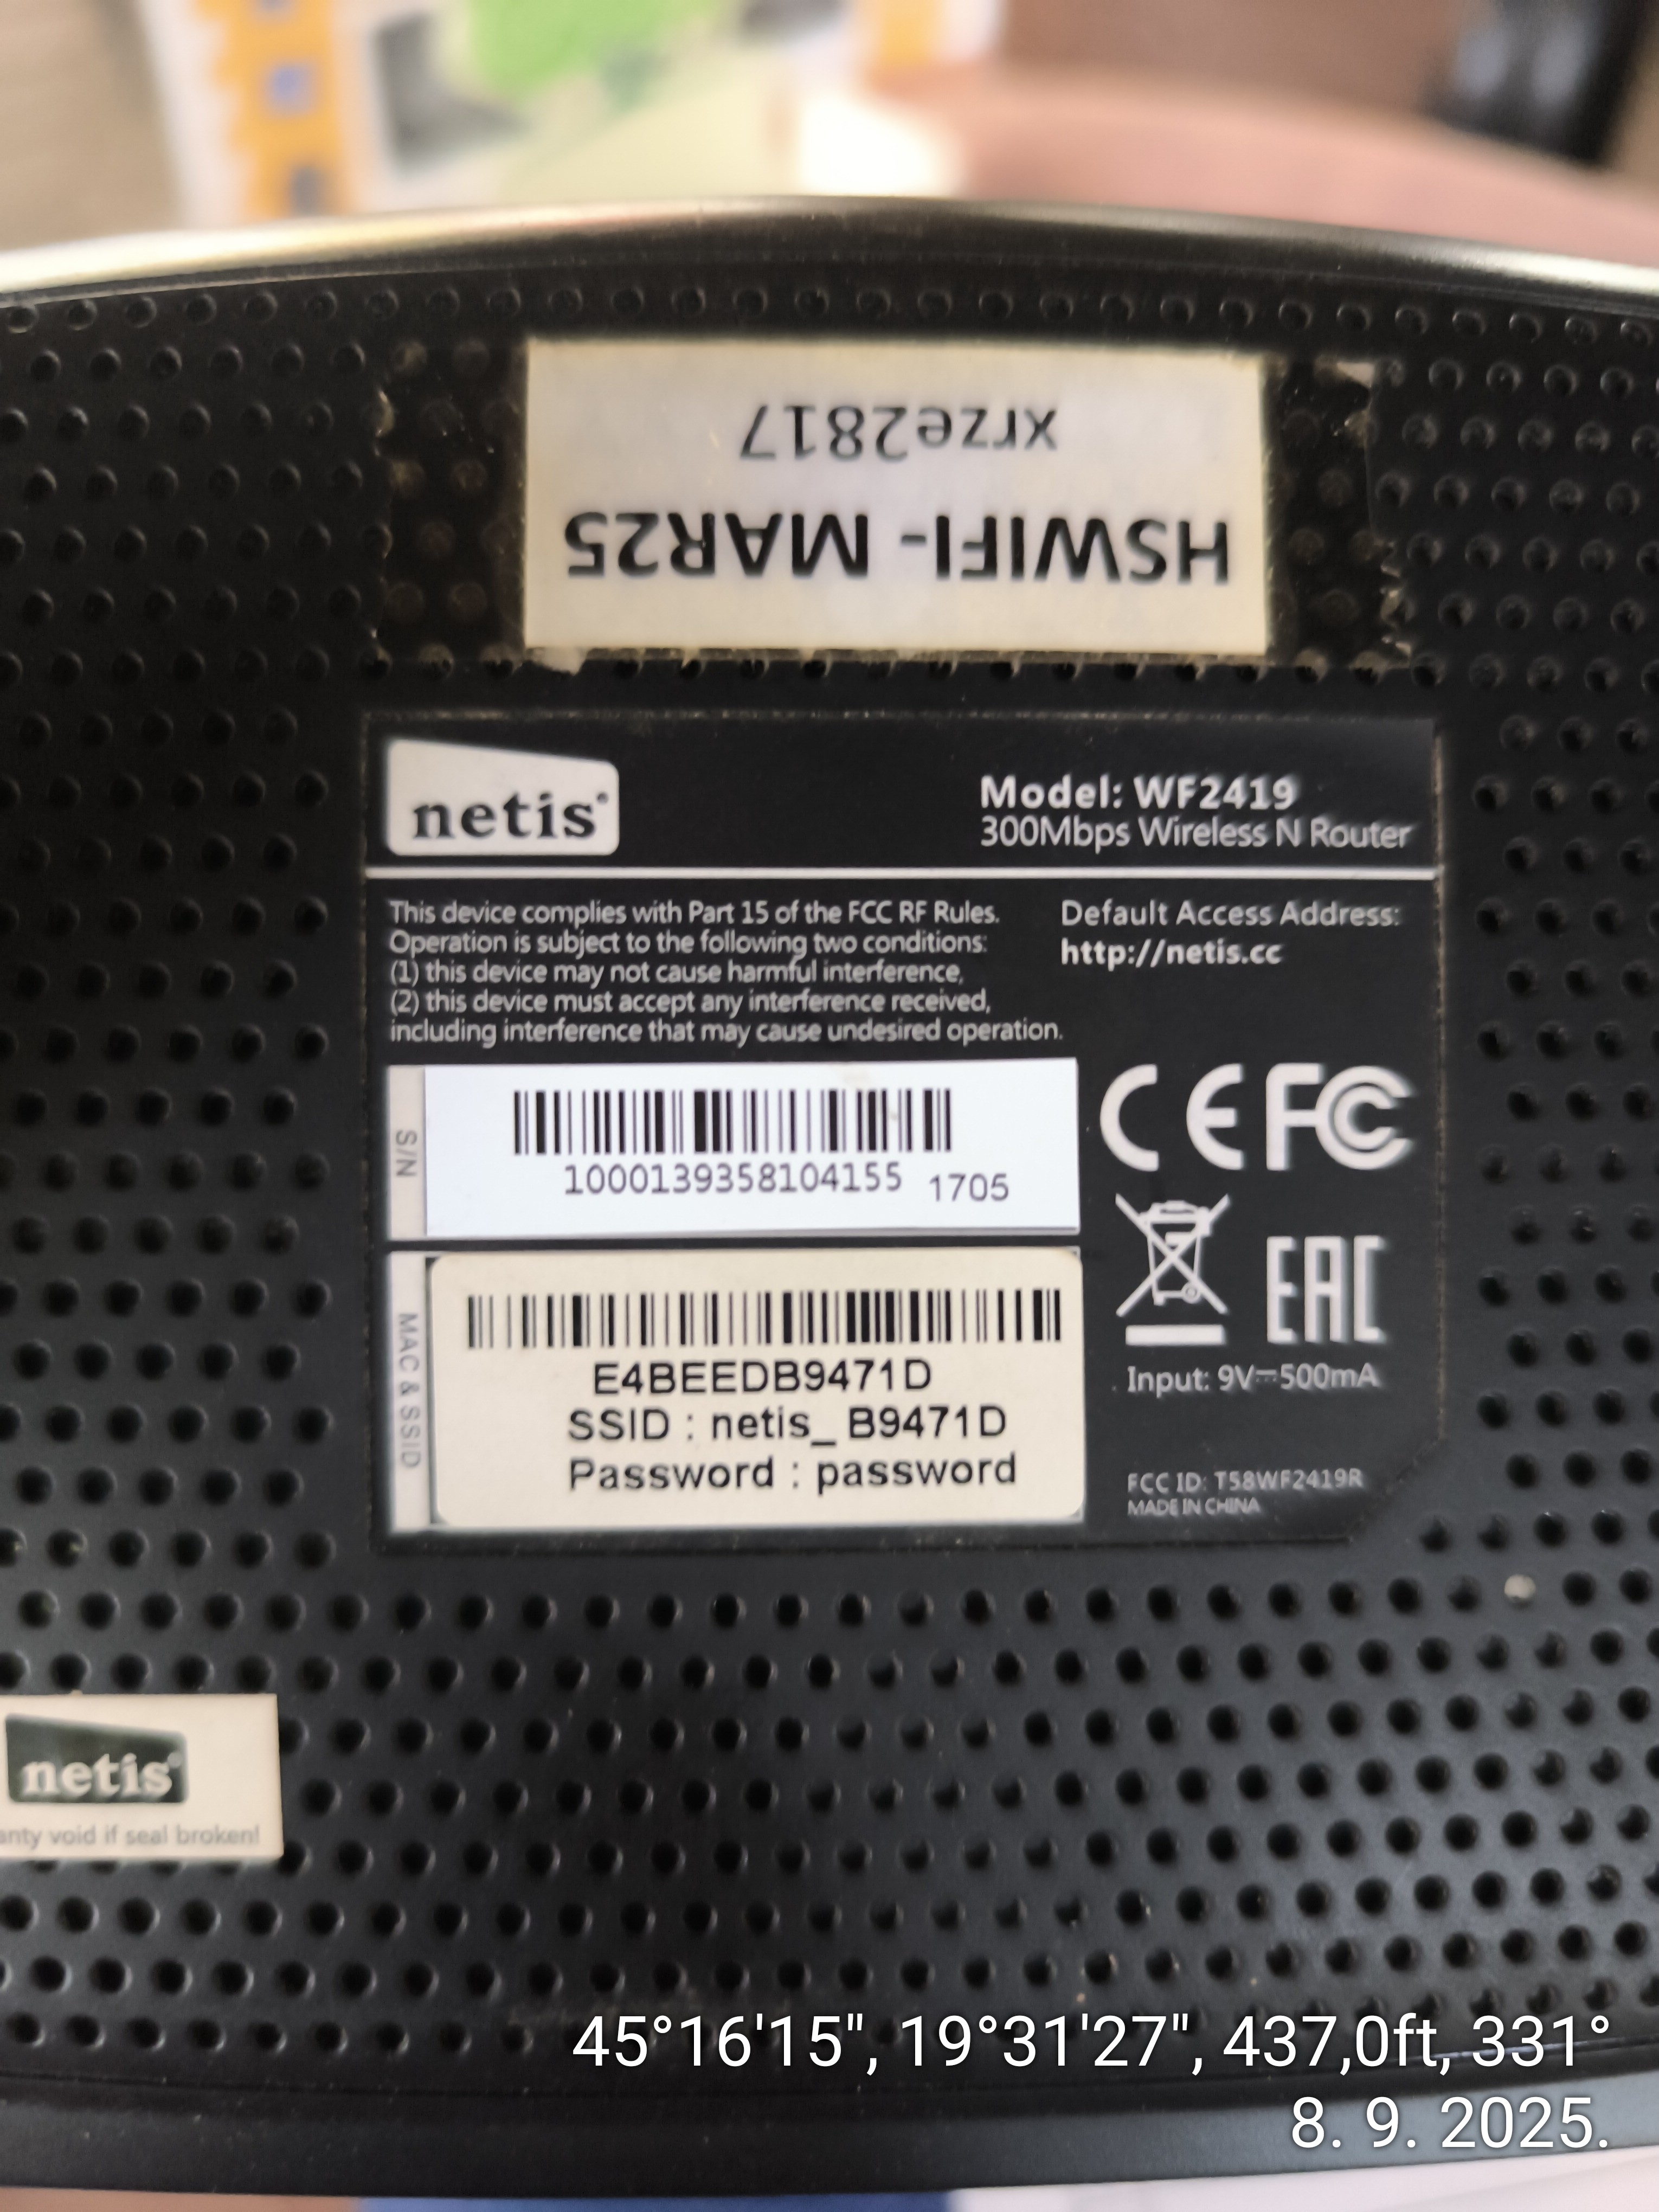 xrze2817
HSWIFI- MAR25
netis®
Model: WF2419
300Mbps Wireless N Router
This device complies with Part 15 of the FCC RF Rules.
Operation is subject to the following two conditions:
(1) this device may not cause harmful interference,
(2) this device must accept any interference received,
including interference that may cause undesired operation.
Default Access Address:
http://netis.cc
S/N
1000139358104155 1705
CE FC
EAC
MAC & SSID
E4BEEDB9471D
SSID : netis_ B9471D
Password : password
Input: 9V⎓500mA
FCC ID: T58WF2419R
MADE IN CHINA
netis®
void if seal broken!
45°16'15", 19°31'27", 437,0ft, 331°
8. 9. 2025.